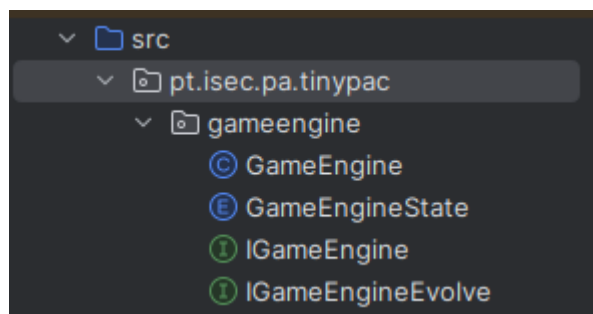 src
pt.isec.pa.tinypac
gameengine
C GameEngine
E GameEngineState
I IGameEngine
I IGameEngineEvolve